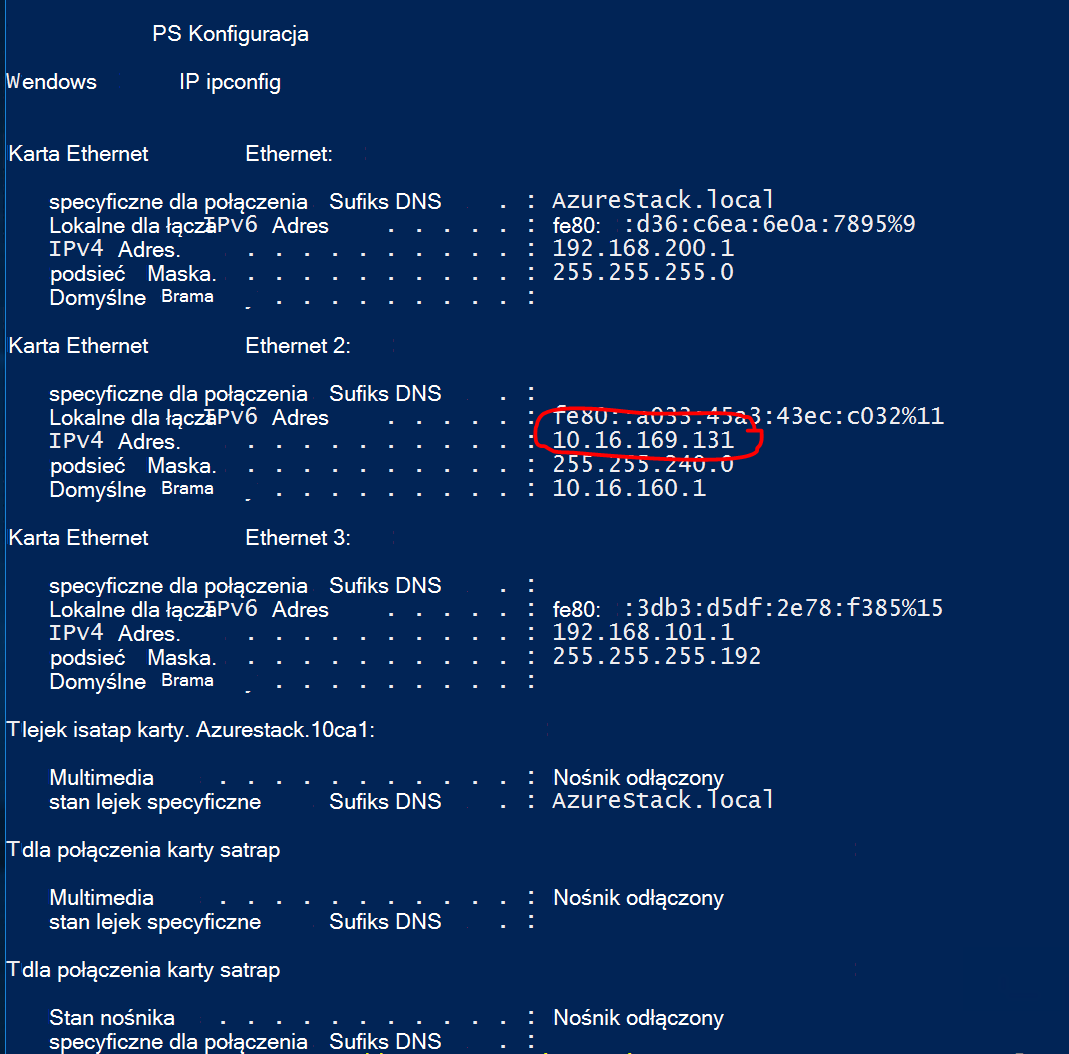 PS Konfiguracja
Wendows IP ipconfig
Karta Ethernet Ethernet:
specyficzne dla połączenia Sufiks DNS . : AzureStack.local
Lokalne dla łącza IPv6 Adres . . . . . : fe80: :d36:c6ea:6e0a:7895%9
IPv4 Adres. . . . . . . . . . . : 192.168.200.1
podsieć Maska. . . . . . . . . . . : 255.255.255.0
Domyślne Brama . . . . . . . . . . :
Karta Ethernet Ethernet 2:
specyficzne dla połączenia Sufiks DNS . :
Lokalne dla łącza IPv6 Adres . . . . . : fe80::a033:45a3:43ec:c032%11
IPv4 Adres. . . . . . . . . . . : 10.16.169.131
podsieć Maska. . . . . . . . . . . : 255.255.240.0
Domyślne Brama . . . . . . . . . . : 10.16.160.1
Karta Ethernet Ethernet 3:
specyficzne dla połączenia Sufiks DNS . :
Lokalne dla łącza IPv6 Adres . . . . . : fe80: :3db3:d5df:2e78:f385%15
IPv4 Adres. . . . . . . . . . . : 192.168.101.1
podsieć Maska. . . . . . . . . . . : 255.255.255.192
Domyślne Brama . . . . . . . . . . :
Tlejek isatap karty. Azurestack.10ca1:
Multimedia . . . . . . . . . . . : Nośnik odłączony
stan lejek specyficzne Sufiks DNS . : AzureStack.local
Tdla połączenia karty satrap
Multimedia . . . . . . . . . . . : Nośnik odłączony
stan lejek specyficzne Sufiks DNS . :
Tdla połączenia karty satrap
Stan nośnika . . . . . . . . . . . : Nośnik odłączony
specyficzne dla połączenia Sufiks DNS . :